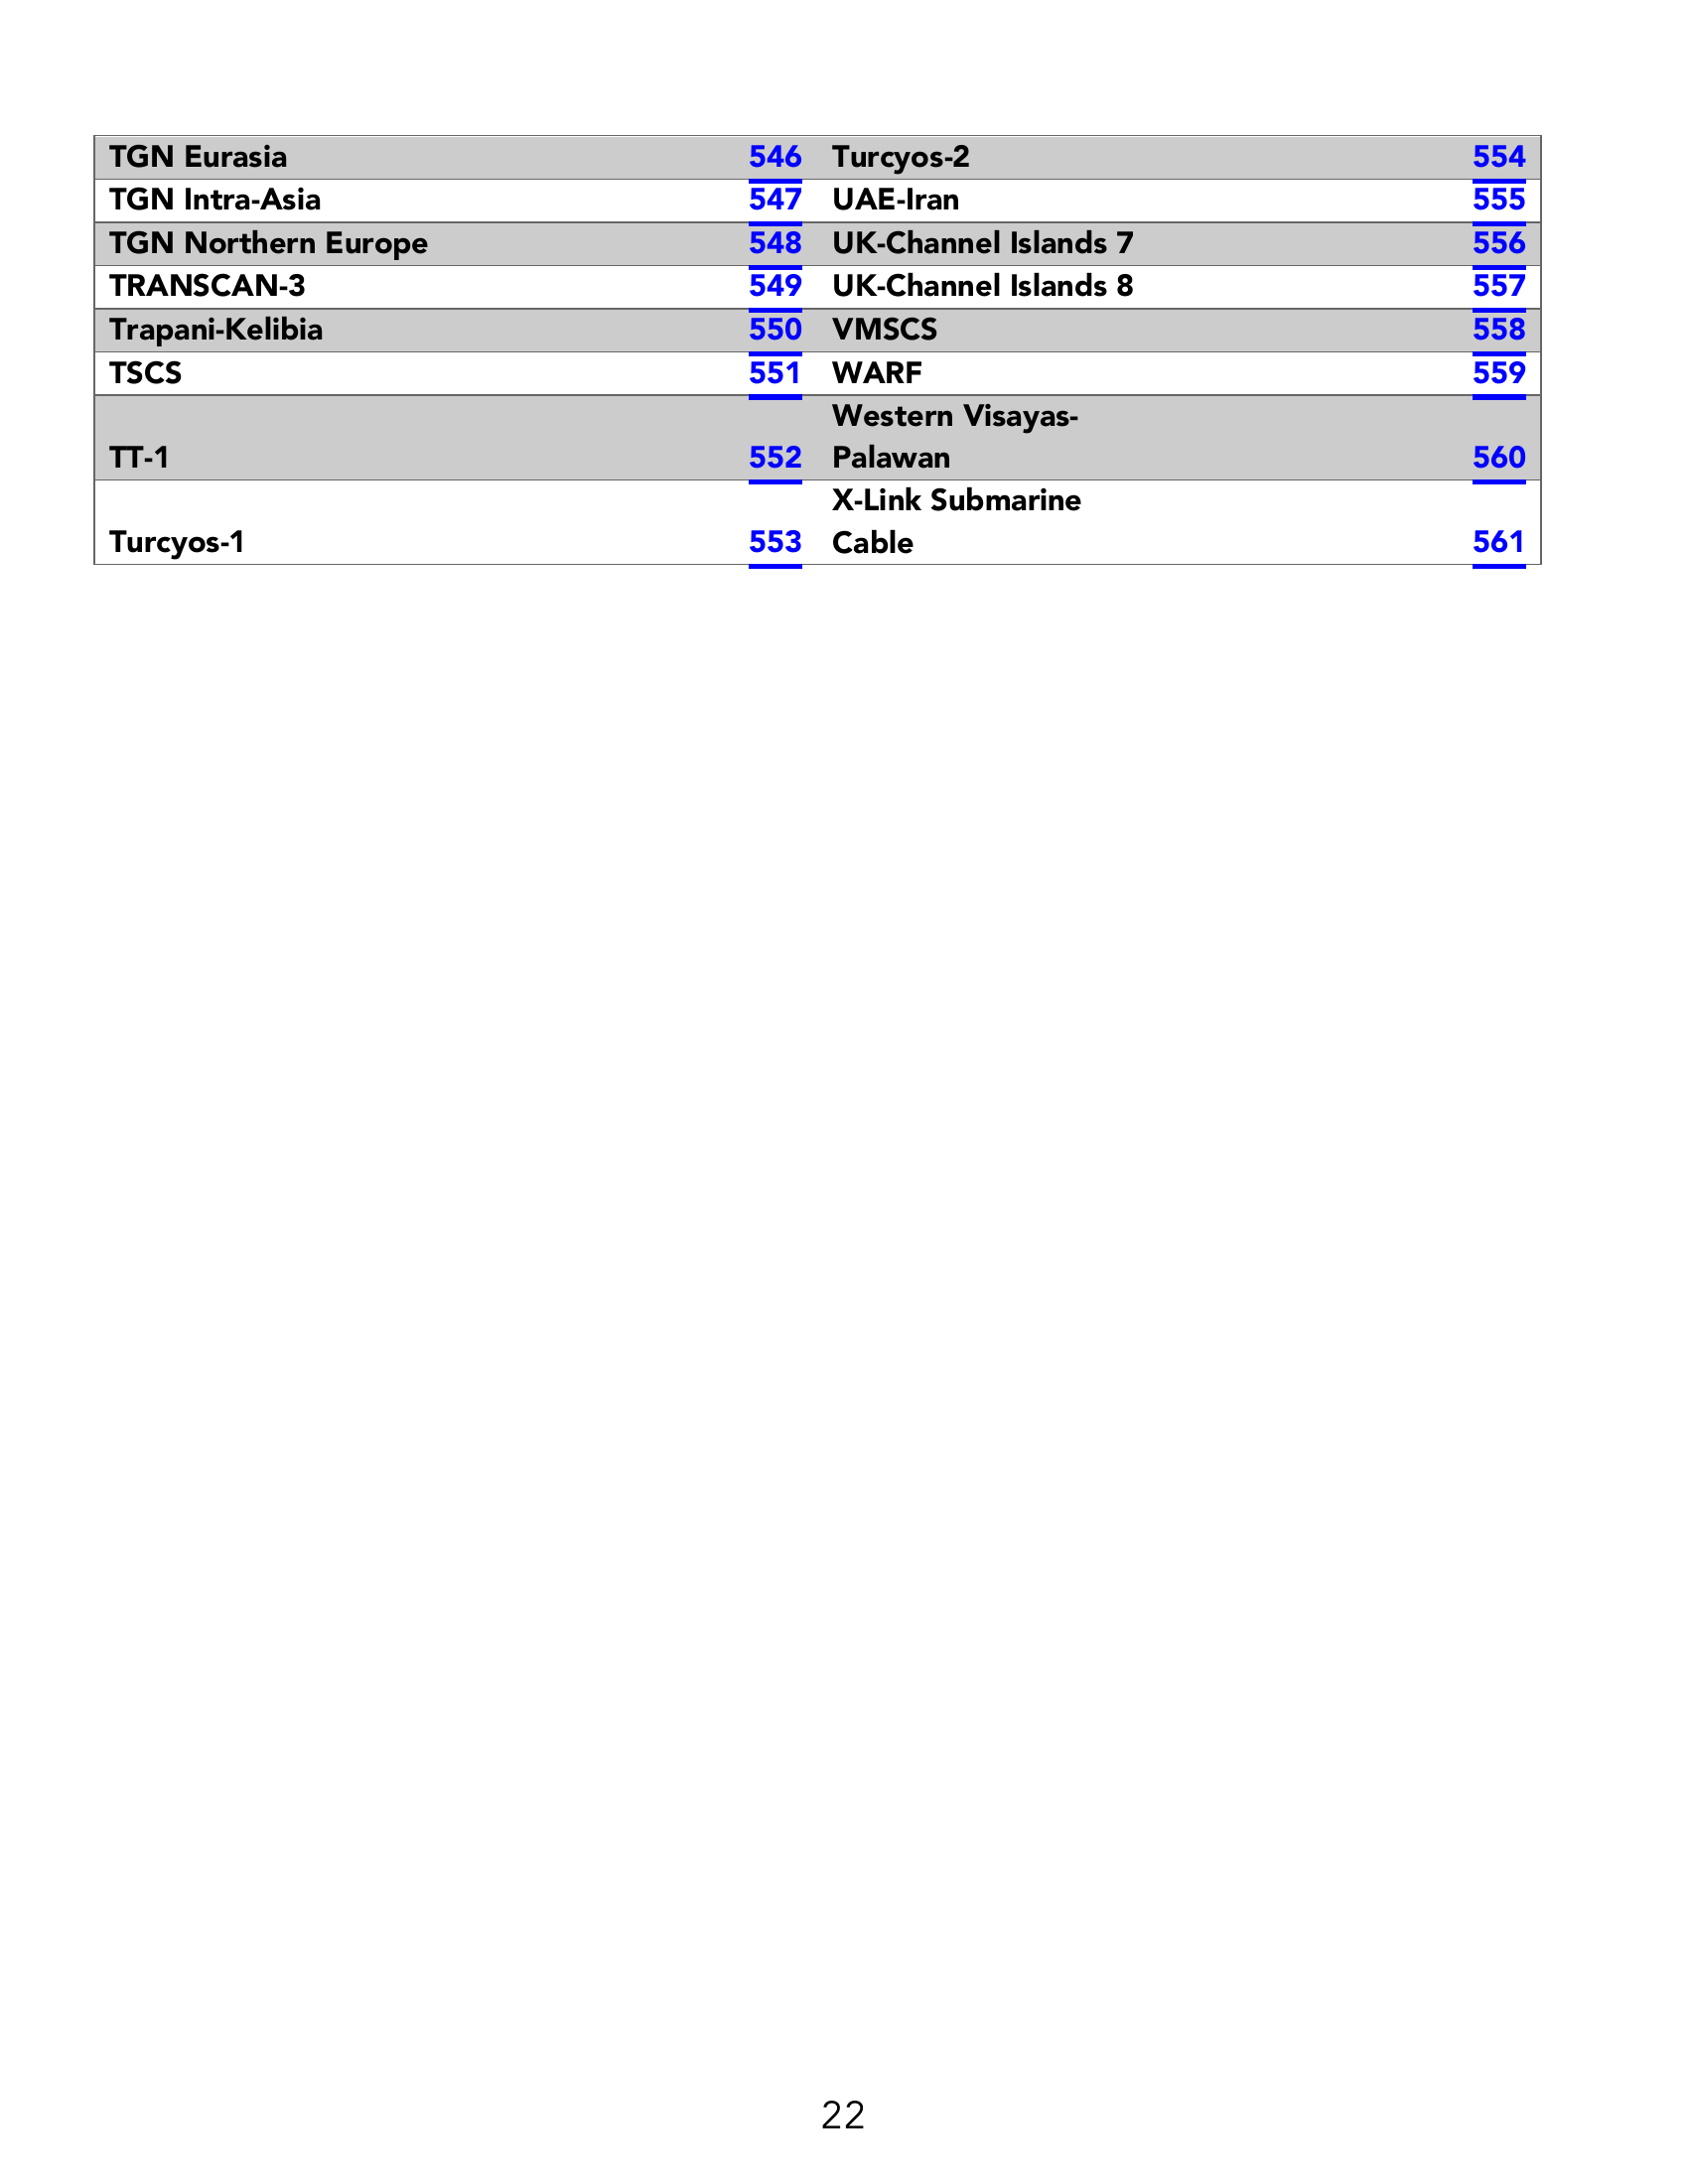 TGN Eurasia 546 Turcyos-2 554
TGN Intra-Asia 547 UAE-Iran 555
TGN Northern Europe 548 UK-Channel Islands 7 556
TRANSCAN-3 549 UK-Channel Islands 8 557
Trapani-Kelibia 550 VMSCS 558
TSCS 551 WARF 559
Western Visayas-
TT-1 552 Palawan 560
X-Link Submarine
Turcyos-1 553 Cable 561
22